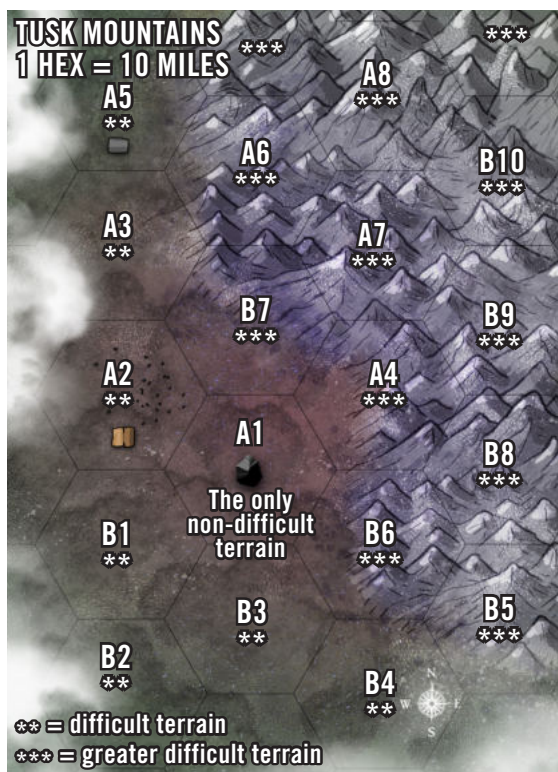 TUSK MOUNTAINS
1 HEX = 10 MILES
***
***
A5
**
A8
***
A6
***
B10
***
A3
**
A7
***
B7
***
B9
***
A2
**
A4
***
A1
The only
non-difficult
terrain
B8
***
B1
**
B6
***
B3
**
B5
***
B2
**
B4
**
N
W E
S
** = difficult terrain
*** = greater difficult terrain